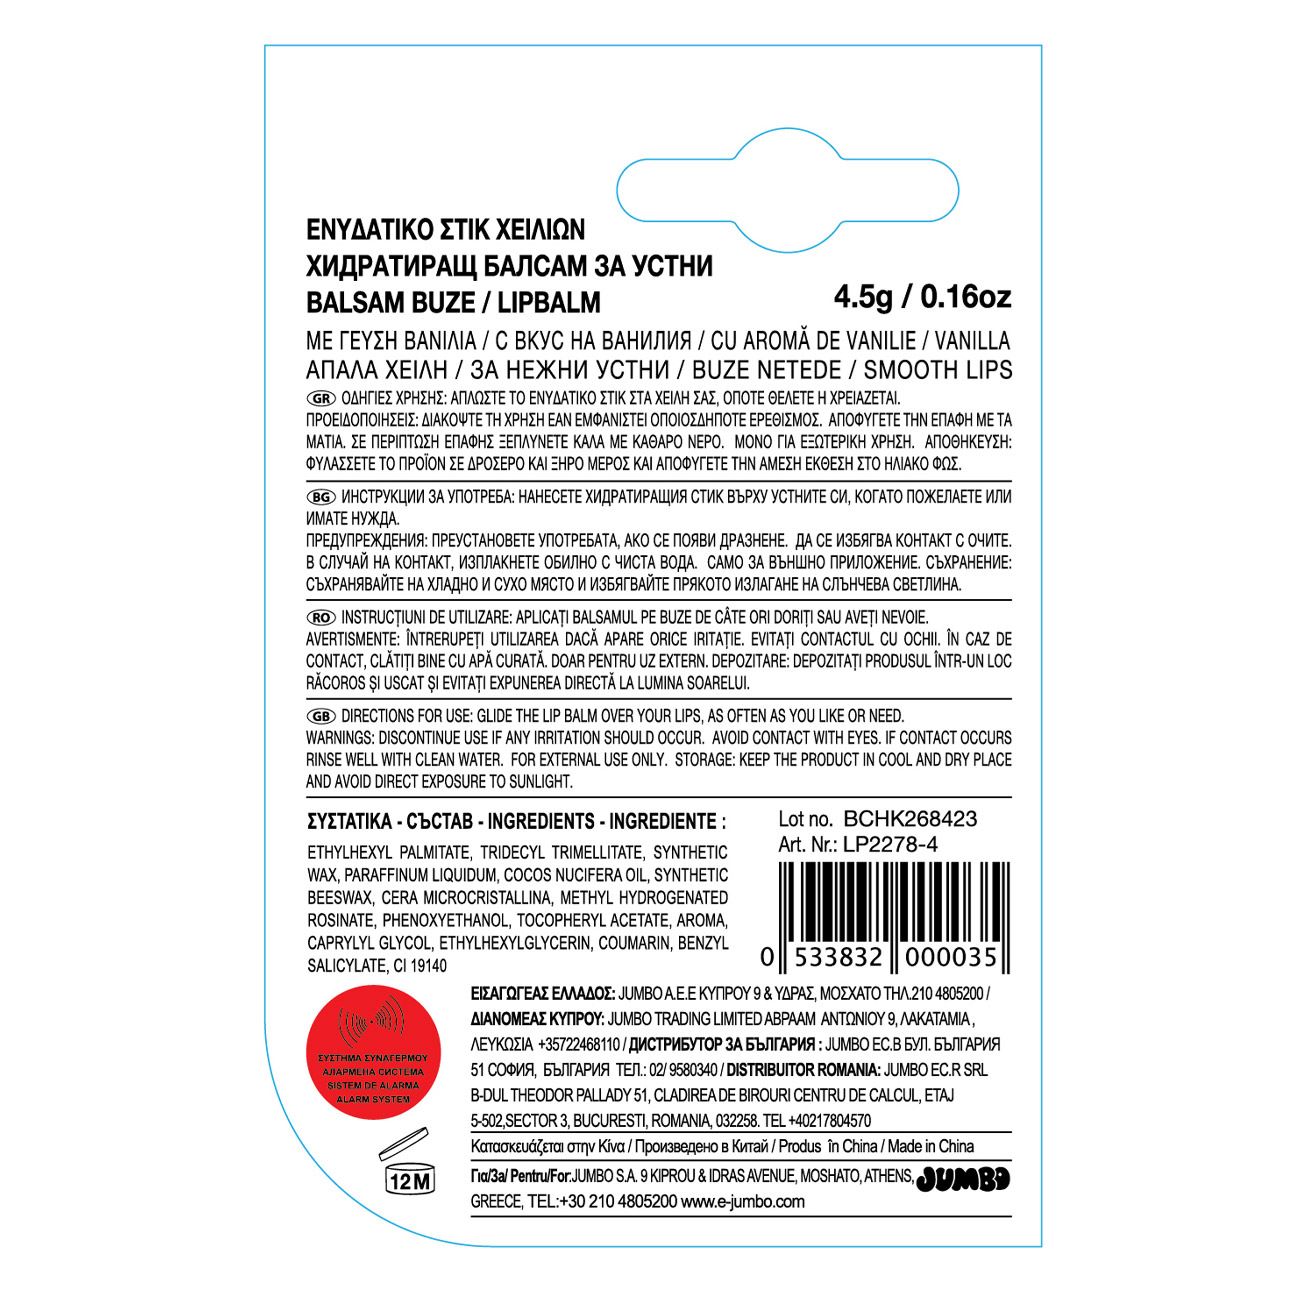 ΕΝΥΔΑΤΙΚΟ ΣΤΙΚ ΧΕΙΛΙΩΝ
ХИДРАТИРАЩ БАЛСАМ ЗА УСТНИ
BALSAM BUZE / LIPBALM
4.5g / 0.16oz
ΜΕ ΓΕΥΣΗ ΒΑΝΙΛΙΑ / С ВКУС НА ВАНИЛИЯ / CU AROMĂ DE VANILIE / VANILLA
ΑΠΑΛΑ ΧΕΙΛΗ / ЗА НЕЖНИ УСТНИ / BUZE NETEDE / SMOOTH LIPS
GR ΟΔΗΓΙΕΣ ΧΡΗΣΗΣ: ΑΠΛΩΣΤΕ ΤΟ ΕΝΥΔΑΤΙΚΟ ΣΤΙΚ ΣΤΑ ΧΕΙΛΗ ΣΑΣ, ΟΠΟΤΕ ΘΕΛΕΤΕ Η ΧΡΕΙΑΖΕΤΑΙ.
ΠΡΟΕΙΔΟΠΟΙΗΣΕΙΣ: ΔΙΑΚΟΨΤΕ ΤΗ ΧΡΗΣΗ ΕΑΝ ΕΜΦΑΝΙΣΤΕΙ ΟΠΟΙΟΣΔΗΠΟΤΕ ΕΡΕΘΙΣΜΟΣ. ΑΠΟΦΥΓΕΤΕ ΤΗΝ ΕΠΑΦΗ ΜΕ ΤΑ
ΜΑΤΙΑ. ΣΕ ΠΕΡΙΠΤΩΣΗ ΕΠΑΦΗΣ ΞΕΠΛΥΝΕΤΕ ΚΑΛΑ ΜΕ ΚΑΘΑΡΟ ΝΕΡΟ. ΜΟΝΟ ΓΙΑ ΕΞΩΤΕΡΙΚΗ ΧΡΗΣΗ. ΑΠΟΘΗΚΕΥΣΗ:
ΦΥΛΑΣΣΕΤΕ ΤΟ ΠΡΟΪΟΝ ΣΕ ΔΡΟΣΕΡΟ ΚΑΙ ΞΗΡΟ ΜΕΡΟΣ ΚΑΙ ΑΠΟΦΥΓΕΤΕ ΤΗΝ ΑΜΕΣΗ ΕΚΘΕΣΗ ΣΤΟ ΗΛΙΑΚΟ ΦΩΣ.
BG ИНСТРУКЦИИ ЗА УПОТРЕБА: НАНЕСЕТЕ ХИДРАТИРАЩИЯ СТИК ВЪРХУ УСТНИТЕ СИ, КОГАТО ПОЖЕЛАЕТЕ ИЛИ
ИМАТЕ НУЖДА.
ПРЕДУПРЕЖДЕНИЯ: ПРЕУСТАНОВЕТЕ УПОТРЕБАТА, АКО СЕ ПОЯВИ ДРАЗНЕНЕ. ДА СЕ ИЗБЯГВА КОНТАКТ С ОЧИТЕ.
В СЛУЧАЙ НА КОНТАКТ, ИЗПЛАКНЕТЕ ОБИЛНО С ЧИСТА ВОДА. САМО ЗА ВЪНШНО ПРИЛОЖЕНИЕ. СЪХРАНЕНИЕ:
СЪХРАНЯВАЙТЕ НА ХЛАДНО И СУХО МЯСТО И ИЗБЯГВАЙТЕ ПРЯКОТО ИЗЛАГАНЕ НА СЛЪНЧЕВА СВЕТЛИНА.
RO INSTRUCȚIUNI DE UTILIZARE: APLICAȚI BALSAMUL PE BUZE DE CÂTE ORI DORIȚI SAU AVEȚI NEVOIE.
AVERTISMENTE: ÎNTRERUPEȚI UTILIZAREA DACĂ APARE ORICE IRITAȚIE. EVITAȚI CONTACTUL CU OCHII. ÎN CAZ DE
CONTACT, CLĂTIȚI BINE CU APĂ CURATĂ. DOAR PENTRU UZ EXTERN. DEPOZITARE: DEPOZITAȚI PRODUSUL ÎNTR-UN LOC
RĂCOROS ȘI USCAT ȘI EVITAȚI EXPUNEREA DIRECTĂ LA LUMINA SOARELUI.
GB DIRECTIONS FOR USE: GLIDE THE LIP BALM OVER YOUR LIPS, AS OFTEN AS YOU LIKE OR NEED.
WARNINGS: DISCONTINUE USE IF ANY IRRITATION SHOULD OCCUR. AVOID CONTACT WITH EYES. IF CONTACT OCCURS
RINSE WELL WITH CLEAN WATER. FOR EXTERNAL USE ONLY. STORAGE: KEEP THE PRODUCT IN COOL AND DRY PLACE
AND AVOID DIRECT EXPOSURE TO SUNLIGHT.
ΣΥΣΤΑΤΙΚΑ - СЪСТАВ - INGREDIENTS - INGREDIENTE :
ETHYLHEXYL PALMITATE, TRIDECYL TRIMELLITATE, SYNTHETIC
WAX, PARAFFINUM LIQUIDUM, COCOS NUCIFERA OIL, SYNTHETIC
BEESWAX, CERA MICROCRISTALLINA, METHYL HYDROGENATED
ROSINATE, PHENOXYETHANOL, TOCOPHERYL ACETATE, AROMA,
CAPRYLYL GLYCOL, ETHYLHEXYLGLYCERIN, COUMARIN, BENZYL
SALICYLATE, CI 19140
Lot no. BCHK268423
Art. Nr.: LP2278-4
0 533832 000035
ΣΥΣΤΗΜΑ ΣΥΝΑΓΕΡΜΟΥ
АЛАРМЕНА СИСТЕМА
SISTEM DE ALARMA
ALARM SYSTEM
12M
ΕΙΣΑΓΩΓΕΑΣ ΕΛΛΑΔΟΣ: JUMBO A.E.E ΚΥΠΡΟΥ 9 & ΥΔΡΑΣ, ΜΟΣΧΑΤΟ ΤΗΛ.210 4805200 /
ΔΙΑΝΟΜΕΑΣ ΚΥΠΡΟΥ: JUMBO TRADING LIMITED ΑΒΡΑΑΜ ΑΝΤΩΝΙΟΥ 9, ΛΑΚΑΤΑΜΙΑ ,
ΛΕΥΚΩΣΙΑ +35722468110 / ДИСТРИБУТОР ЗА БЪЛГАРИЯ : JUMBO EC.B БУЛ. БЪЛГАРИЯ
51 СОФИЯ, БЪЛГАРИЯ ТЕЛ.: 02/ 9580340 / DISTRIBUITOR ROMANIA: JUMBO EC.R SRL
B-DUL THEODOR PALLADY 51, CLADIREA DE BIROURI CENTRU DE CALCUL, ETAJ
5-502,SECTOR 3, BUCURESTI, ROMANIA, 032258. TEL +40217804570
Κατασκευάζεται στην Κίνα / Произведено в Китай / Produs în China / Made in China
Για/За/ Pentru/For:JUMBO S.A. 9 KIPROU & IDRAS AVENUE, MOSHATO, ATHENS, JUMBO
GREECE, TEL.:+30 210 4805200 www.e-jumbo.com